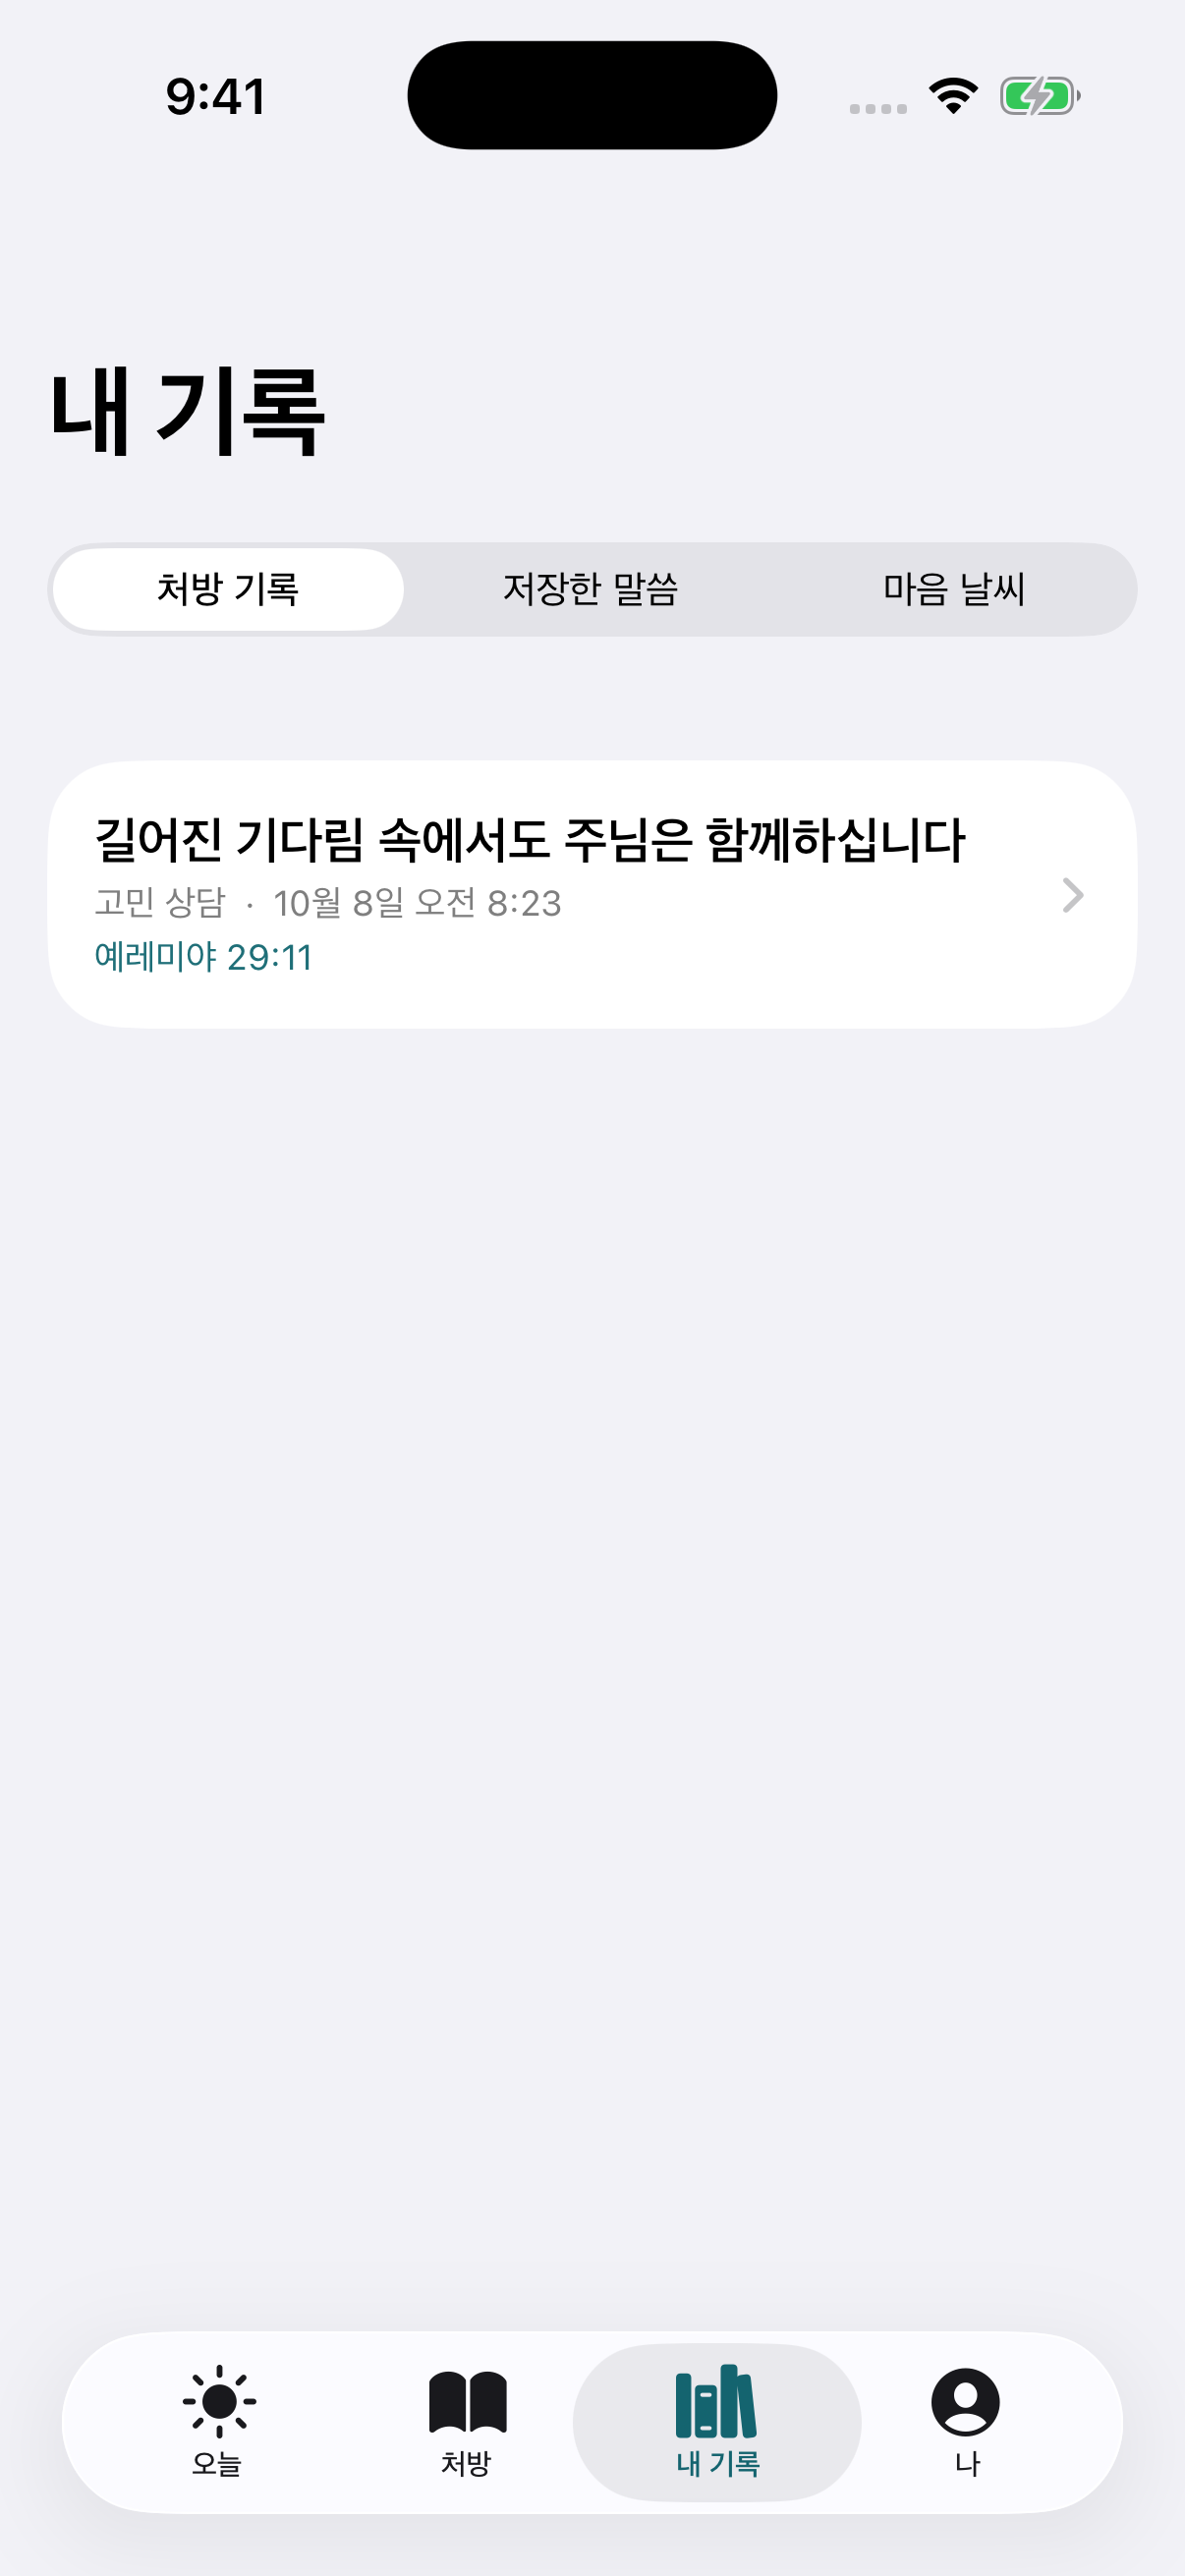 9:41
내 기록
처방 기록
저장한 말씀
마음 날씨
길어진 기다림 속에서도 주님은 함께하십니다
고민 상담 · 10월 8일 오전 8:23
예레미야 29:11
오늘
처방
내 기록
나